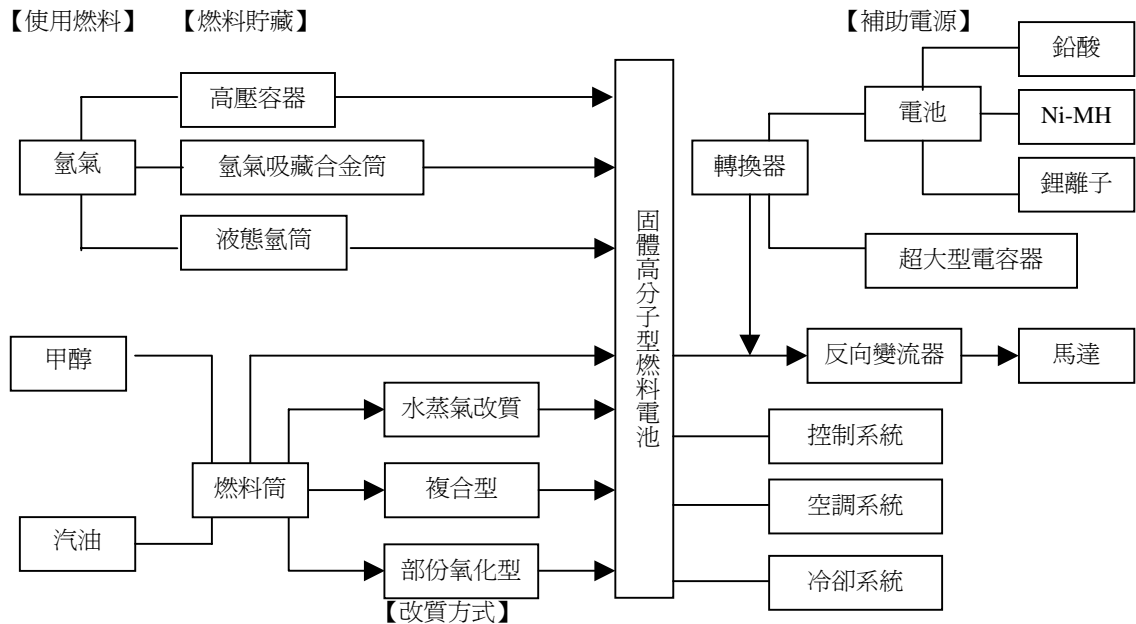 【使用燃料】
【燃料貯藏】
【補助電源】
鉛酸
高壓容器
電池
Ni-MH
氫氣
氫氣吸藏合金筒
轉換器
鋰離子
液態氫筒
超大型電容器
固體高分子型燃料電池
甲醇
反向變流器
馬達
水蒸氣改質
控制系統
燃料筒
複合型
空調系統
汽油
部份氧化型
冷卻系統
【改質方式】